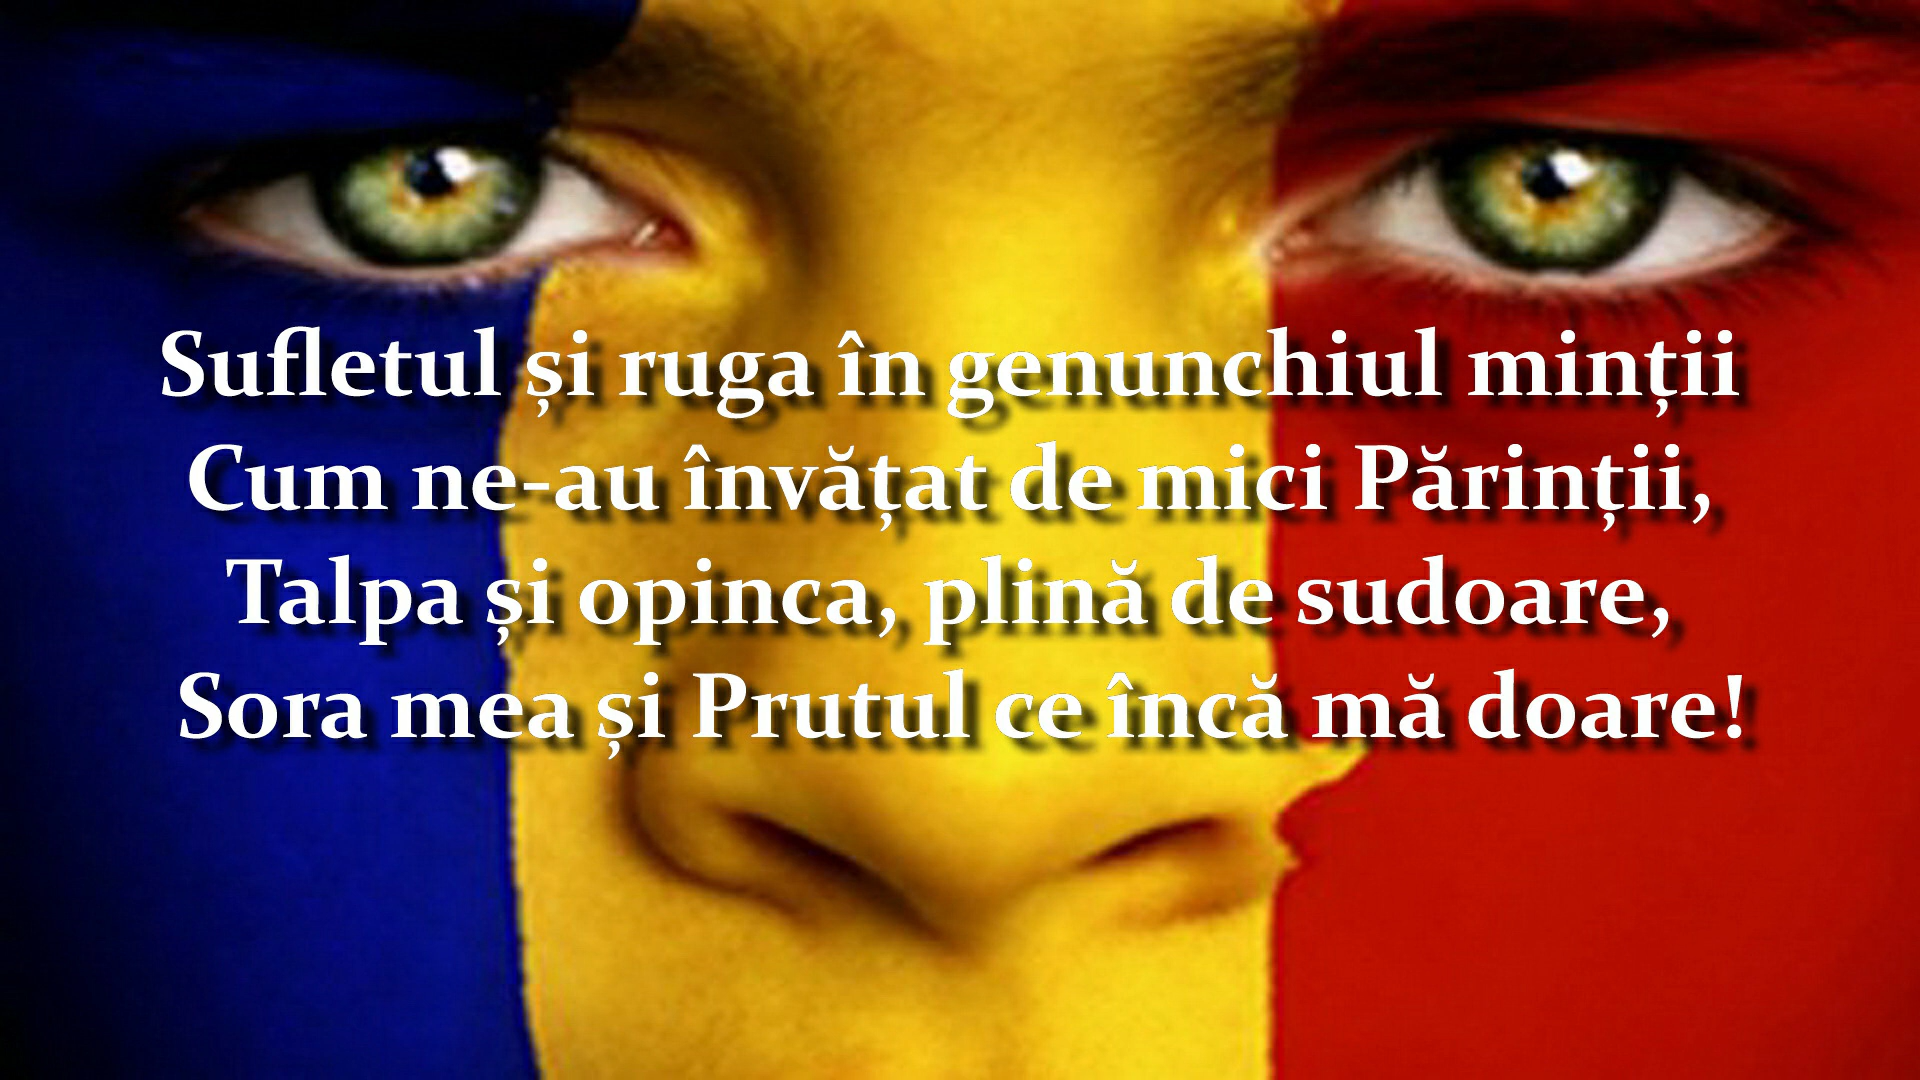 Sufletul și ruga în genunchiul minții
Cum ne-au învățat de mici Părinții,
Talpa și opinca, plină de sudoare,
Sora mea și Prutul ce încă mă doare!